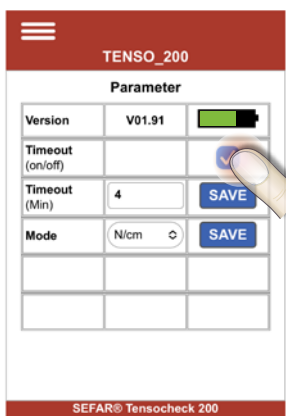 TENSO_200
Parameter
Version V01.91
Timeout
(on/off)
Timeout
(Min) 4 SAVE
Mode N/cm SAVE
SEFAR® Tensocheck 200